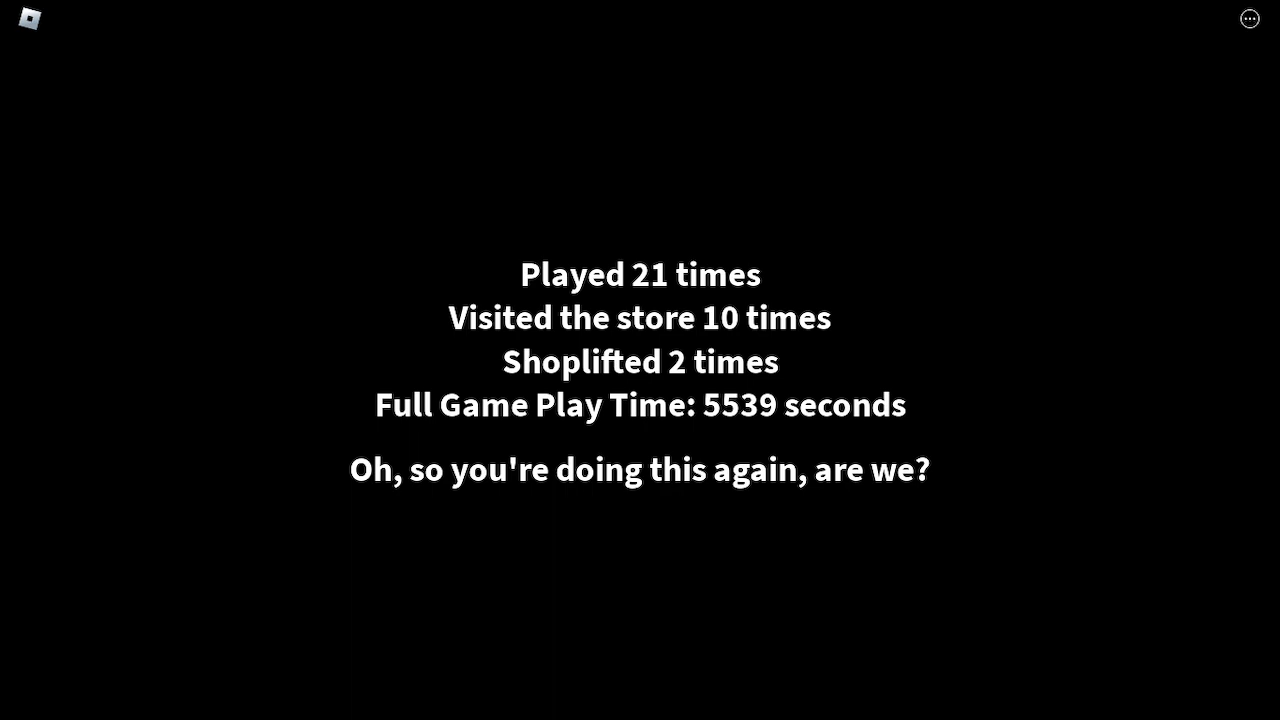 Played 21 times
Visited the store 10 times
Shoplifted 2 times
Full Game Play Time: 5539 seconds
Oh, so you're doing this again, are we?